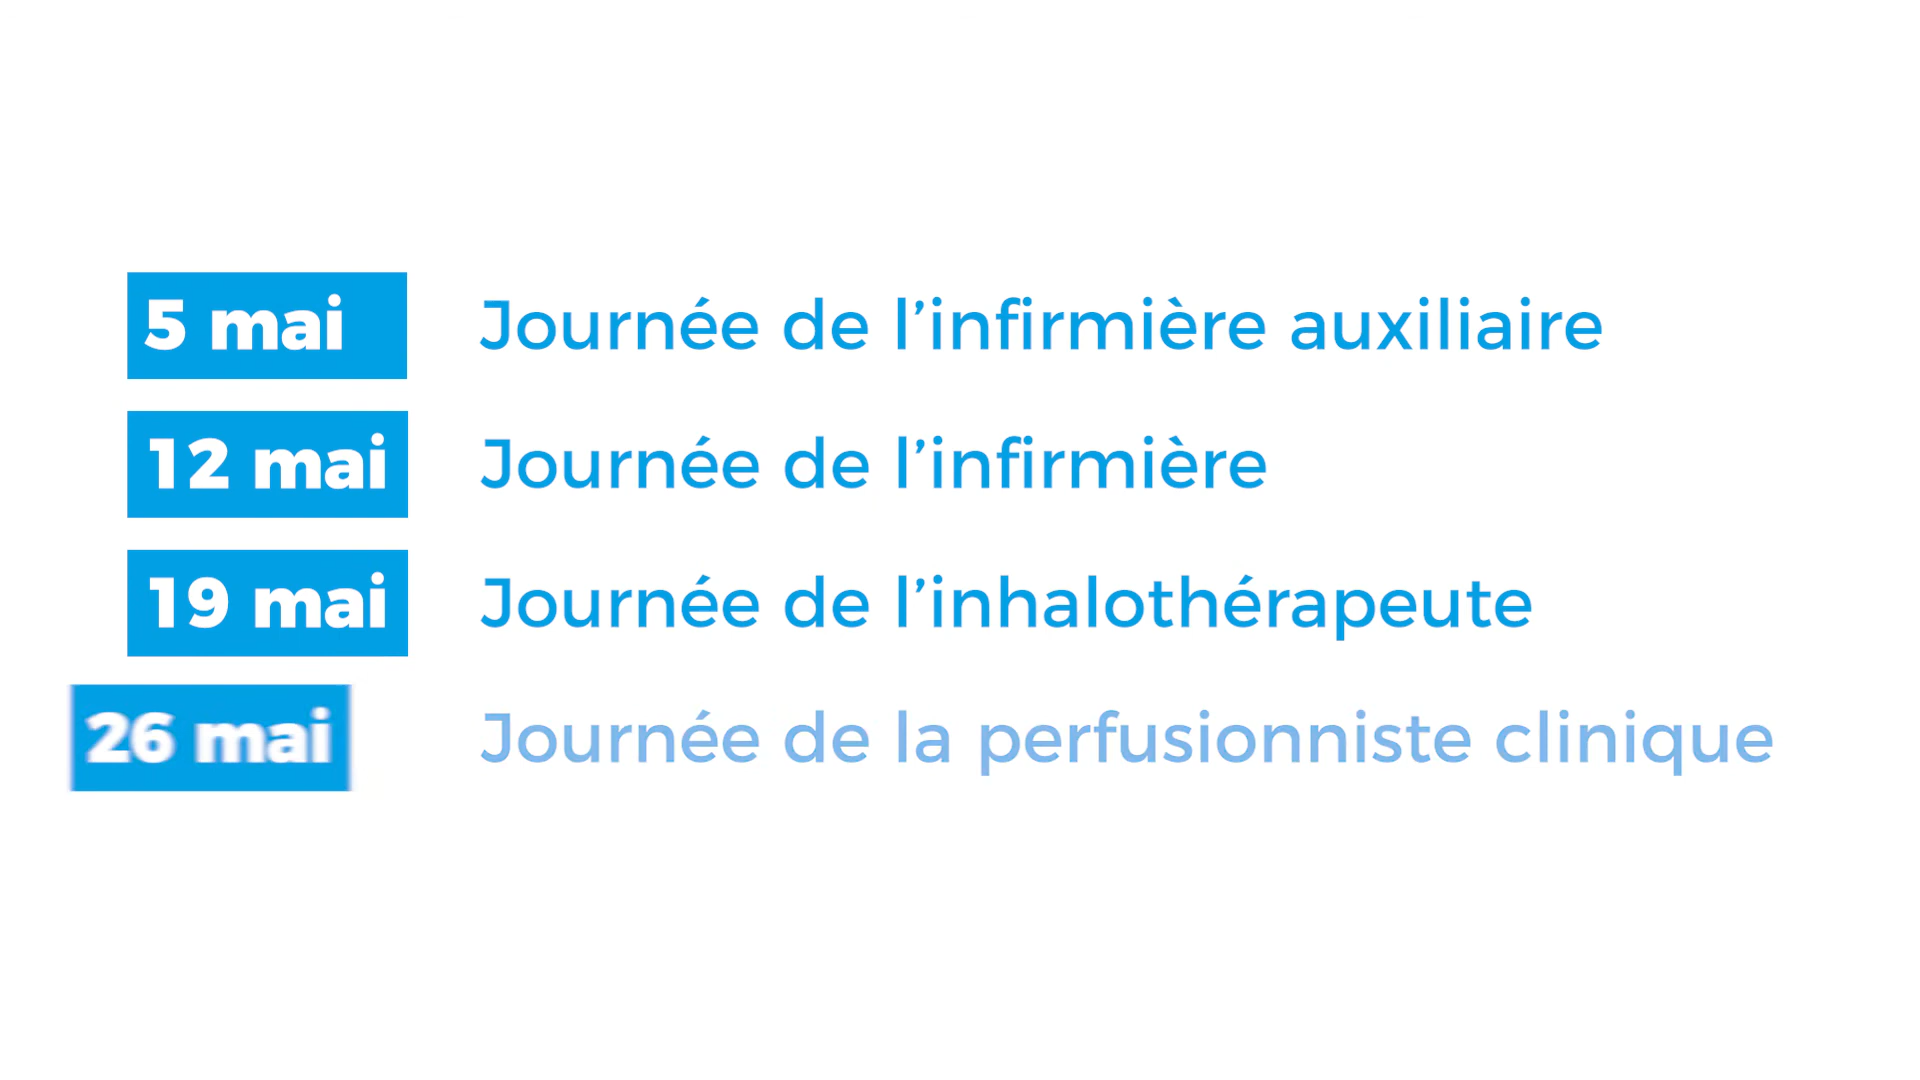 5 mai Journée de l’infirmière auxiliaire
12 mai Journée de l’infirmière
19 mai Journée de l’inhalothérapeute
26 mai Journée de la perfusionniste clinique